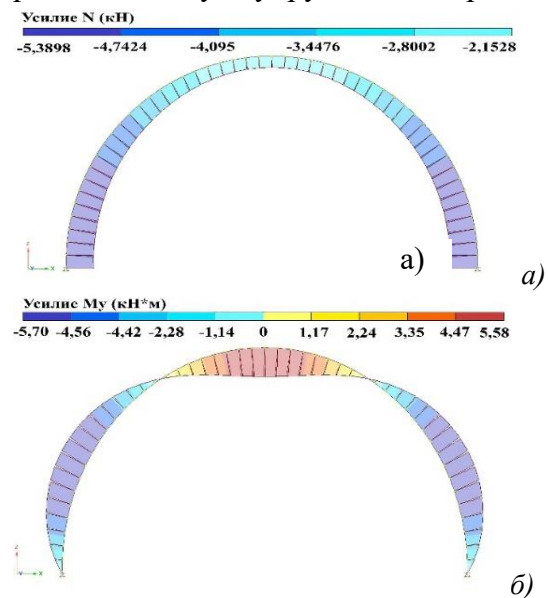 Усилие N (кН)
-5,3898 -4,7424 -4,095 -3,4476 -2,8002 -2,1528
а) а)
Усилие My (кН*м)
-5,70 -4,56 -4,42 -2,28 -1,14 0 1,17 2,24 3,35 4,47 5,58
б)